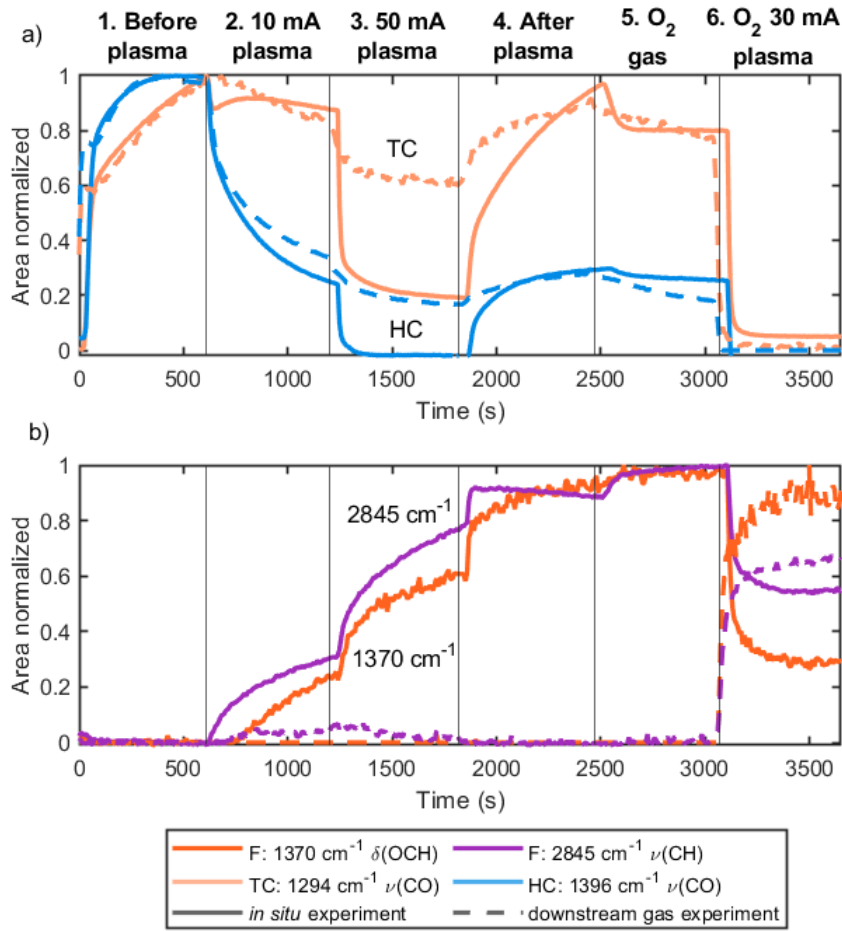 a)
1. Before plasma
2. 10 mA plasma
3. 50 mA plasma
4. After plasma
5. O2 gas
6. O2 30 mA plasma
Area normalized
1
0.8
0.6
0.4
0.2
0
TC
HC
0 500 1000 1500 2000 2500 3000 3500
Time (s)
b)
Area normalized
1
0.8
0.6
0.4
0.2
0
2845 cm-1
1370 cm-1
0 500 1000 1500 2000 2500 3000 3500
Time (s)
F: 1370 cm-1 δ(OCH) F: 2845 cm-1 ν(CH)
TC: 1294 cm-1 ν(CO) HC: 1396 cm-1 ν(CO)
in situ experiment downstream gas experiment